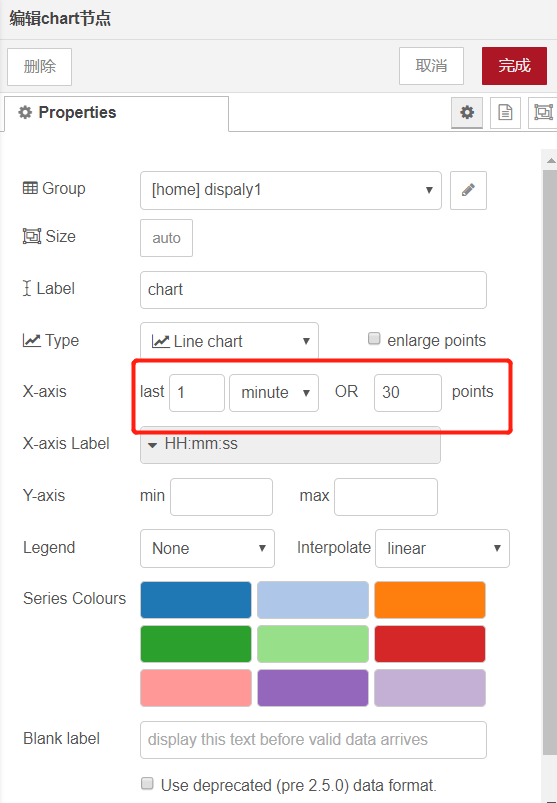 编辑chart节点
删除 取消 完成
Properties
Group [home] dispaly1
Size auto
Label chart
Type Line chart enlarge points
X-axis last 1 minute OR 30 points
X-axis Label HH:mm:ss
Y-axis min max
Legend None Interpolate linear
Series Colours
Blank label display this text before valid data arrives
Use deprecated (pre 2.5.0) data format.